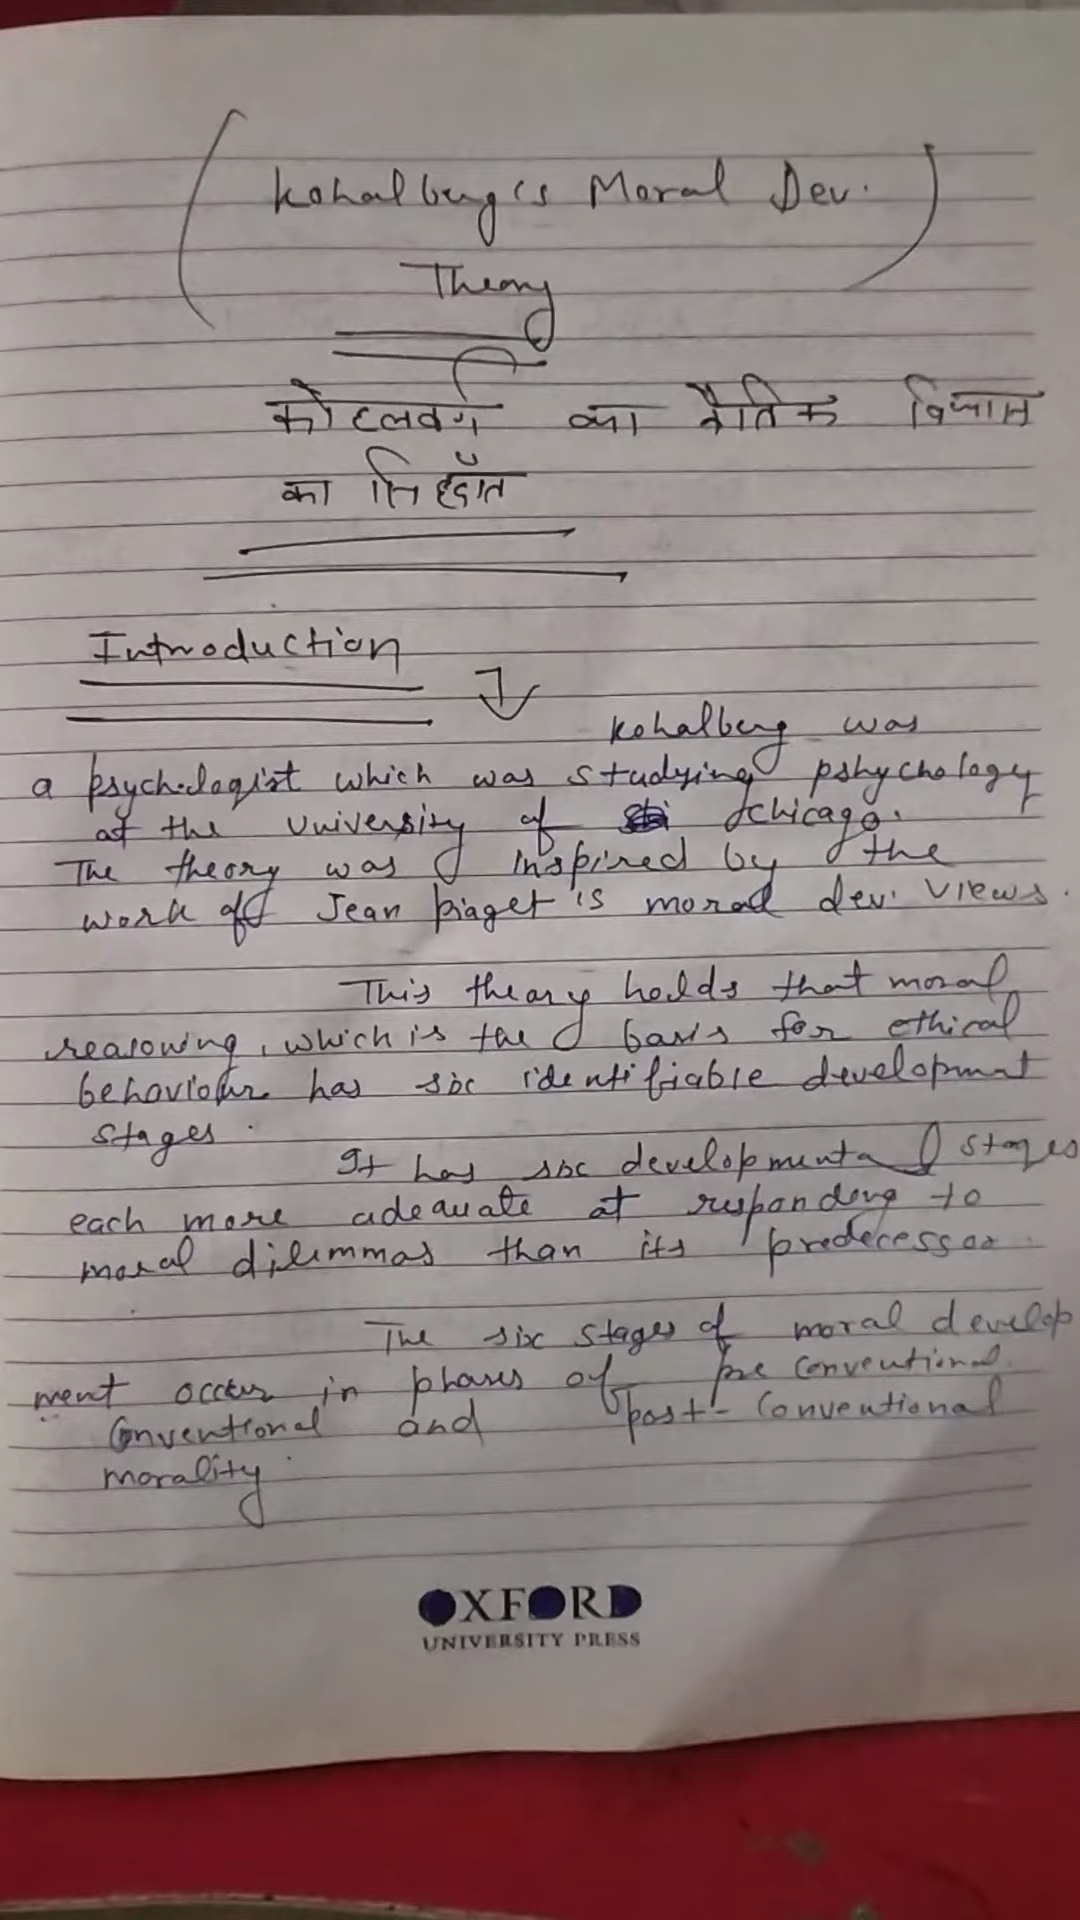 Kohalberg's Moral Dev.
Theory
कोहलबर्ग का नैतिक विकास
का सिद्दांत
Introduction
Kohalberg was
a psychologist which was studying pshychology
at the University of Chicago.
The theory was inspired by the
work of Jean piaget's moral dev. views.
This theory holds that moral
reasoning, which is the basis for ethical
behaviour has six identifiable development
stages.
It has six developmental stages
each more adequate at responding to
moral dilemmas than its predecessor.
The six stages of moral develop
ment occur in phases of pre conventional.
Conventional and post-conventional
morality.
OXFORD
UNIVERSITY PRESS